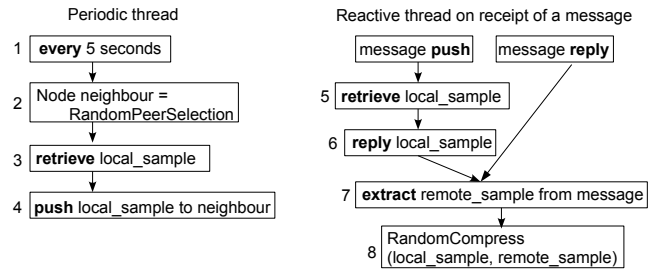 Periodic thread
1 every 5 seconds
2 Node neighbour =
RandomPeerSelection
3 retrieve local_sample
4 push local_sample to neighbour
Reactive thread on receipt of a message
message push
message reply
5 retrieve local_sample
6 reply local_sample
7 extract remote_sample from message
8 RandomCompress
(local_sample, remote_sample)